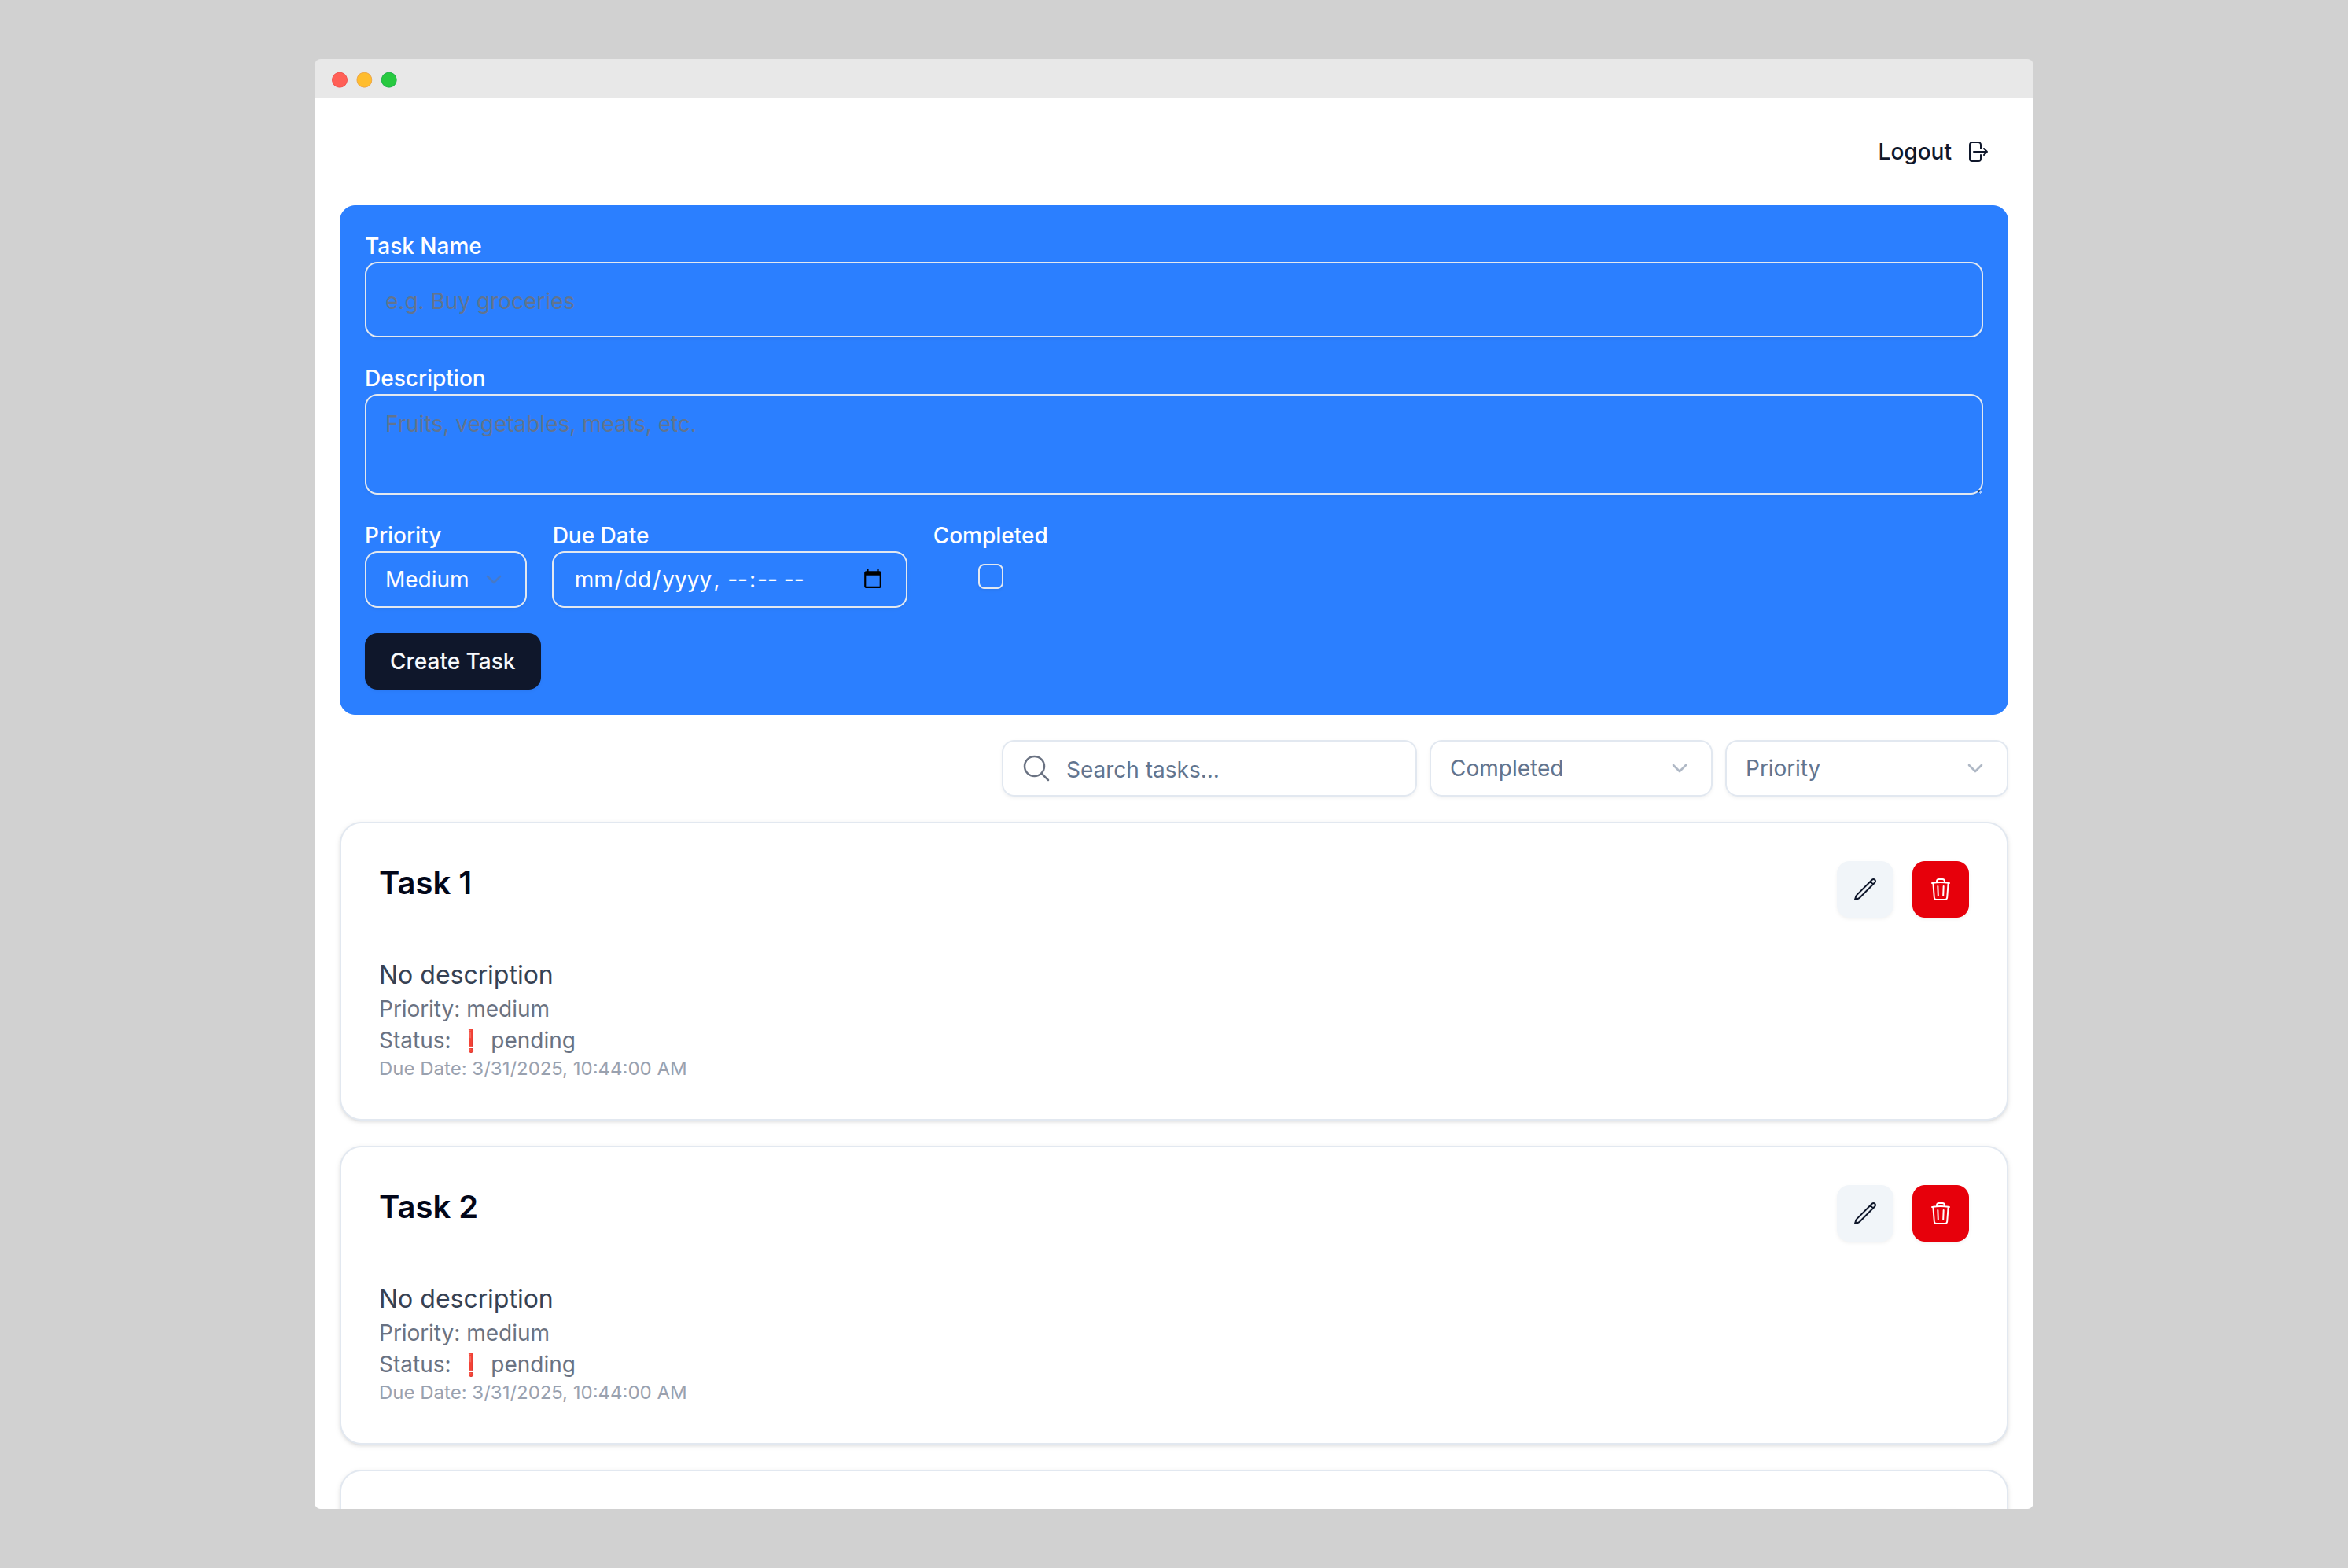 Logout
Task Name
e.g. Buy groceries
Description
Fruits, vegetables, meats, etc.
Priority Due Date Completed
Medium mm/dd/yyyy, --:-- --
Create Task
Search tasks... Completed Priority
Task 1
No description
Priority: medium
Status: ❗ pending
Due Date: 3/31/2025, 10:44:00 AM
Task 2
No description
Priority: medium
Status: ❗ pending
Due Date: 3/31/2025, 10:44:00 AM